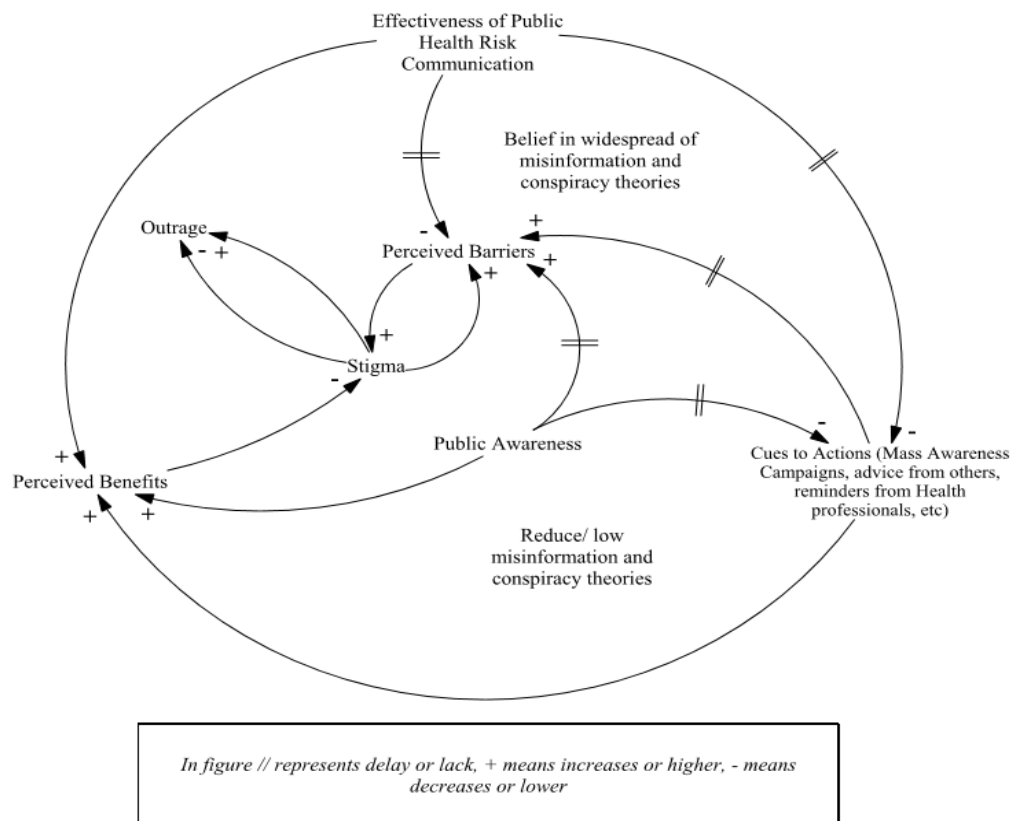 Effectiveness of Public
Health Risk
Communication
Belief in widespread of
misinformation and
conspiracy theories
Outrage
- +
-
+
Perceived Barriers
+
+
+
Stigma
-
Public Awareness
-
-
Cues to Actions (Mass Awareness
Campaigns, advice from others,
reminders from Health
professionals, etc)
+
Perceived Benefits
+
+
Reduce/ low
misinformation and
conspiracy theories
In figure // represents delay or lack, + means increases or higher, - means
decreases or lower